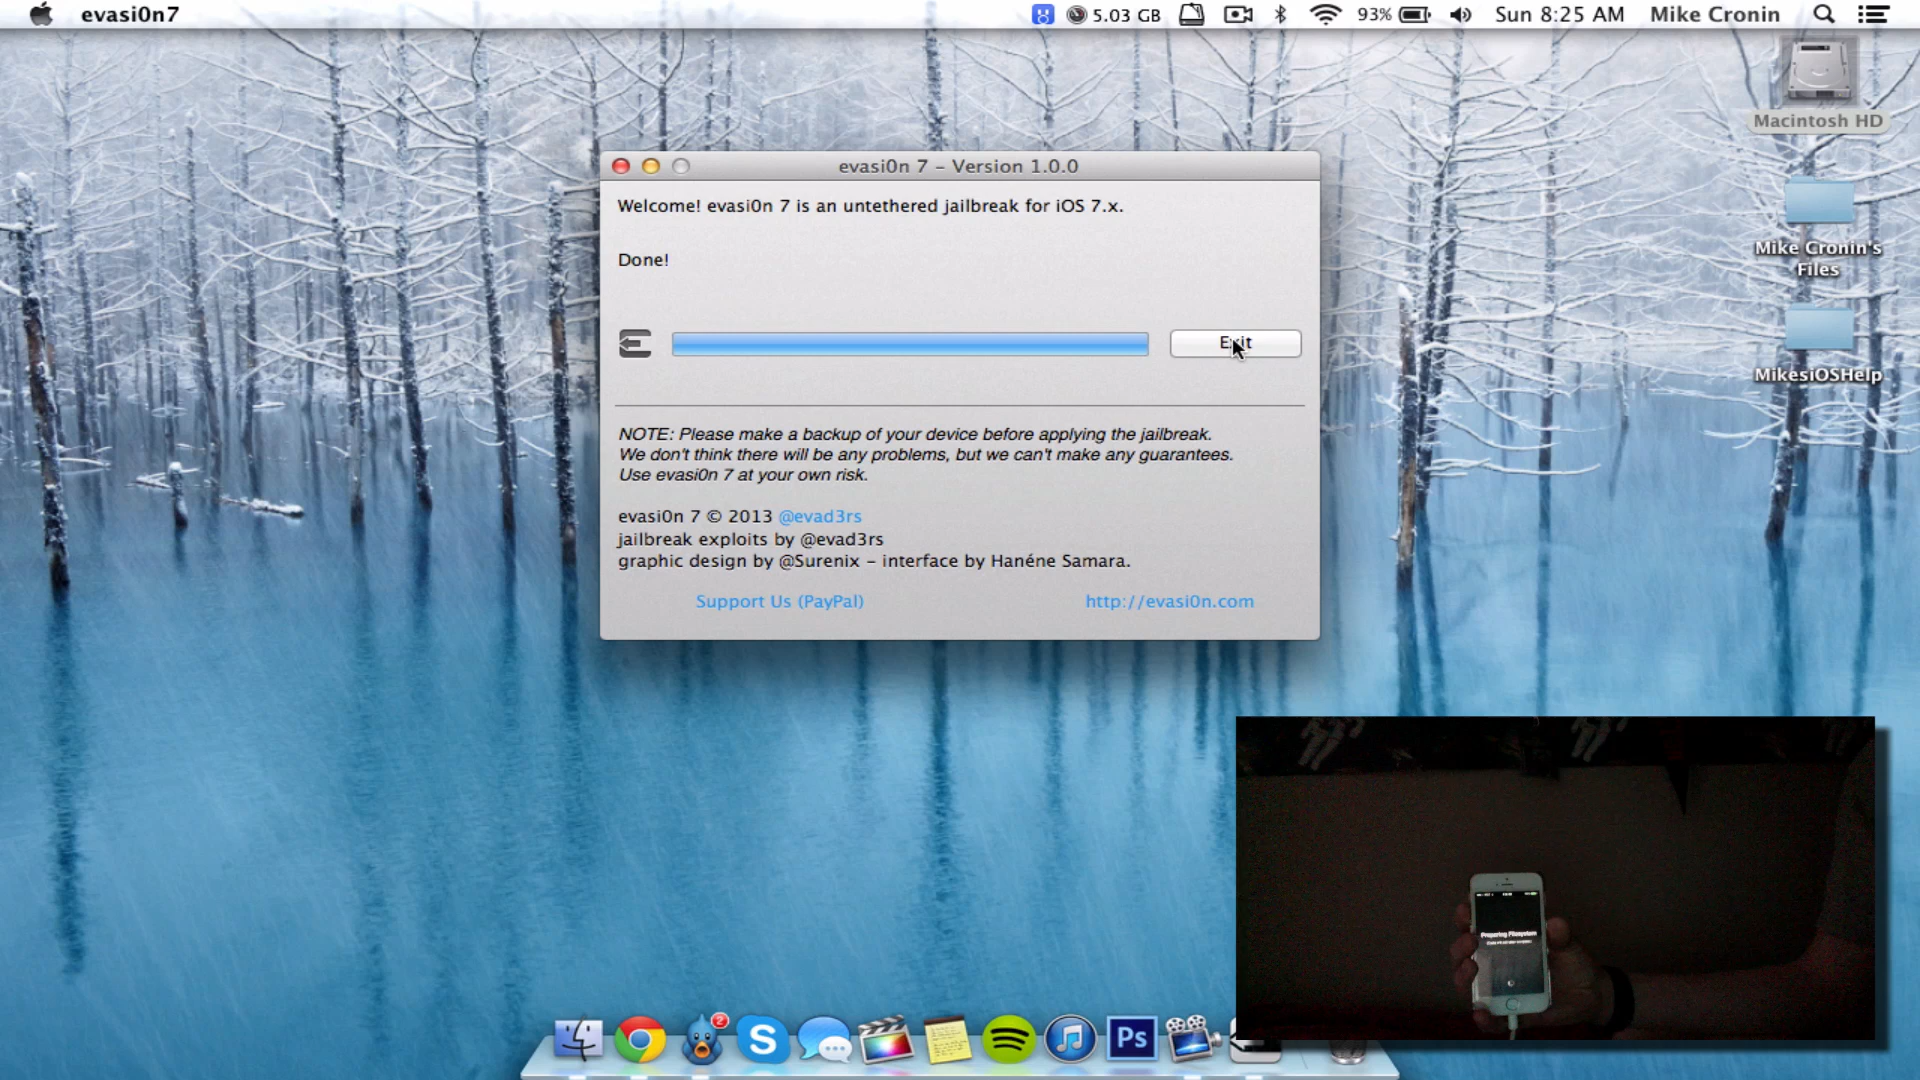 evasi0n7
5.03 GB
93%
Sun 8:25 AM
Mike Cronin
Macintosh HD
Mike Cronin's
Files
MikesiOSHelp
evasi0n 7 – Version 1.0.0
Welcome! evasi0n 7 is an untethered jailbreak for iOS 7.x.
Done!
Exit
NOTE: Please make a backup of your device before applying the jailbreak.
We don't think there will be any problems, but we can't make any guarantees.
Use evasi0n 7 at your own risk.
evasi0n 7 © 2013 @evad3rs
jailbreak exploits by @evad3rs
graphic design by @Surenix – interface by Hanéne Samara.
Support Us (PayPal)
http://evasi0n.com
Preparing Filesystem
2
Ps